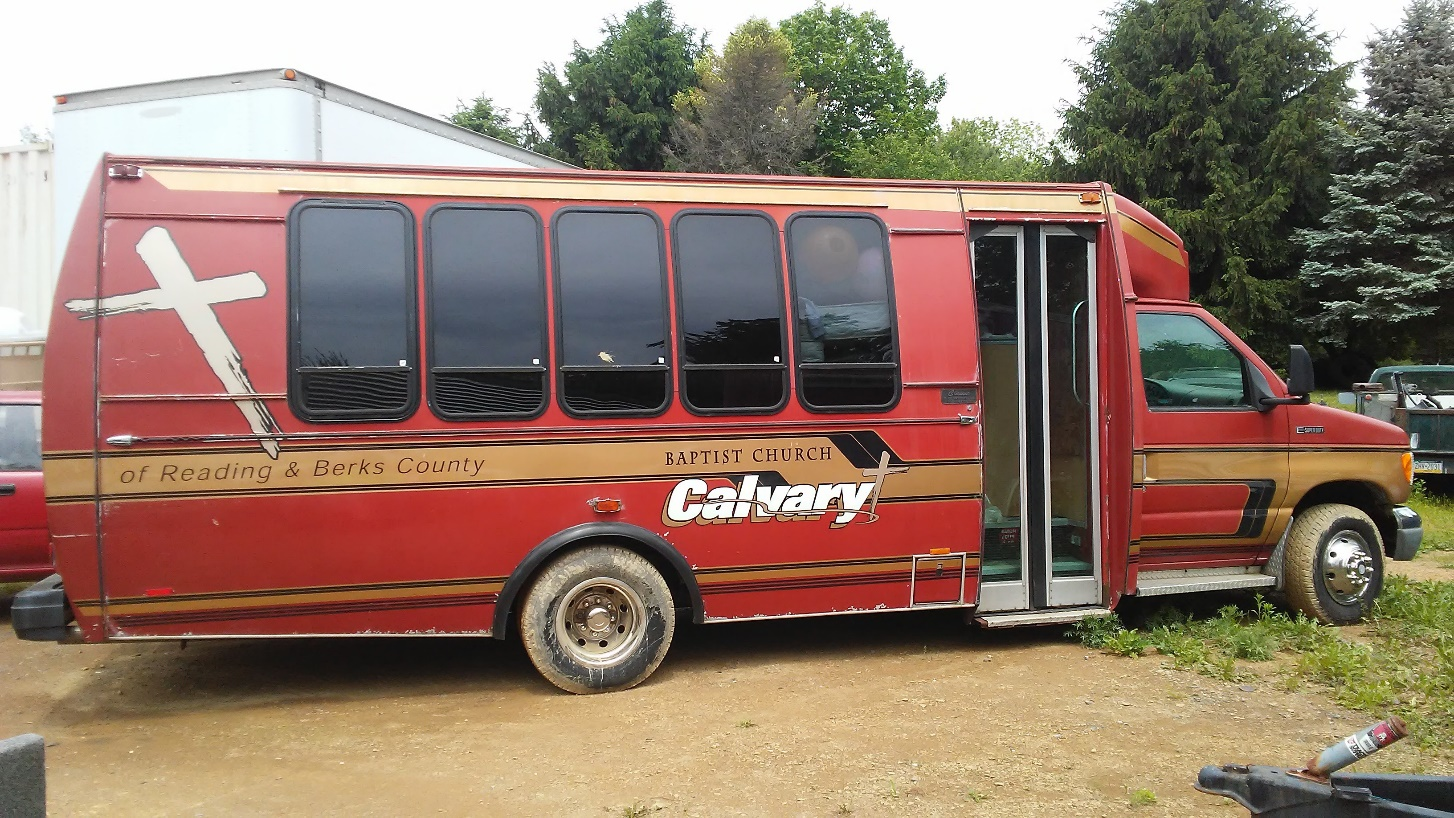 BAPTIST CHURCH
Calvary
of Reading & Berks County